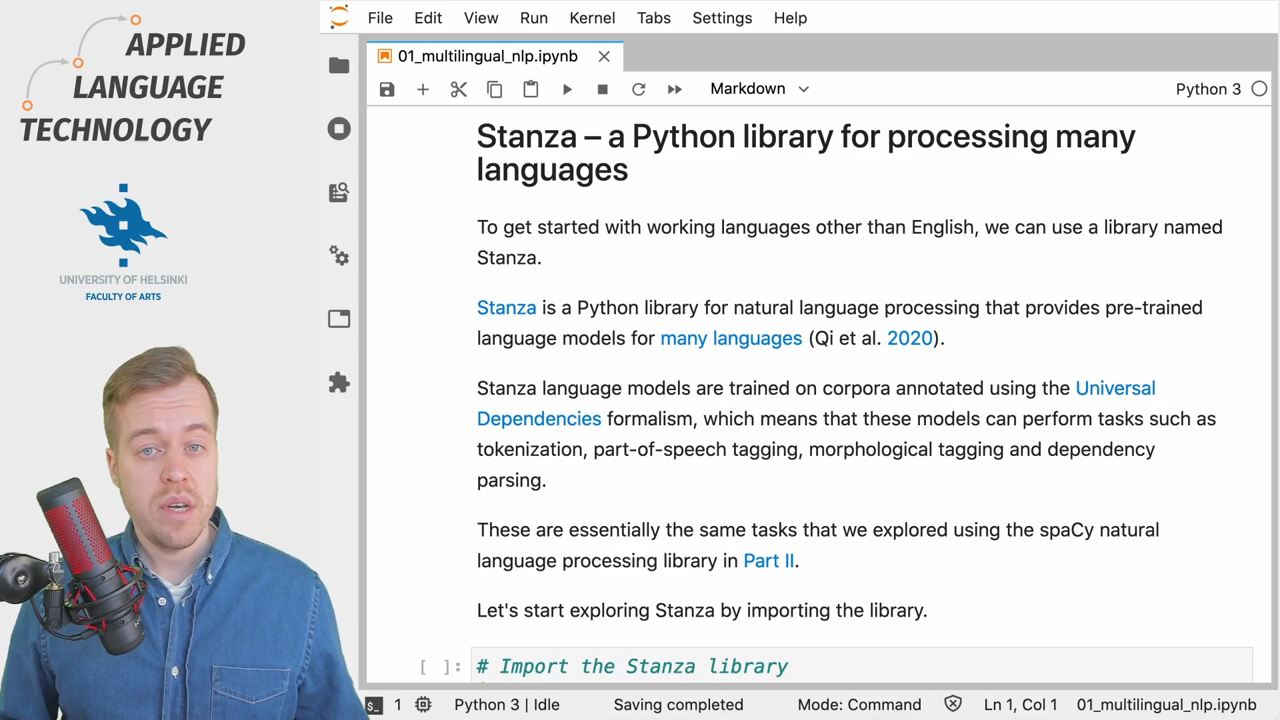 APPLIED
LANGUAGE
TECHNOLOGY
UNIVERSITY OF HELSINKI
FACULTY OF ARTS
File Edit View Run Kernel Tabs Settings Help
01_multilingual_nlp.ipynb
Markdown
Python 3
Stanza – a Python library for processing many
languages
To get started with working languages other than English, we can use a library named
Stanza.
Stanza is a Python library for natural language processing that provides pre-trained
language models for many languages (Qi et al. 2020).
Stanza language models are trained on corpora annotated using the Universal
Dependencies formalism, which means that these models can perform tasks such as
tokenization, part-of-speech tagging, morphological tagging and dependency
parsing.
These are essentially the same tasks that we explored using the spaCy natural
language processing library in Part II.
Let's start exploring Stanza by importing the library.
[ ]: # Import the Stanza library
$_ 1 Python 3 | Idle Saving completed Mode: Command Ln 1, Col 1 01_multilingual_nlp.ipynb